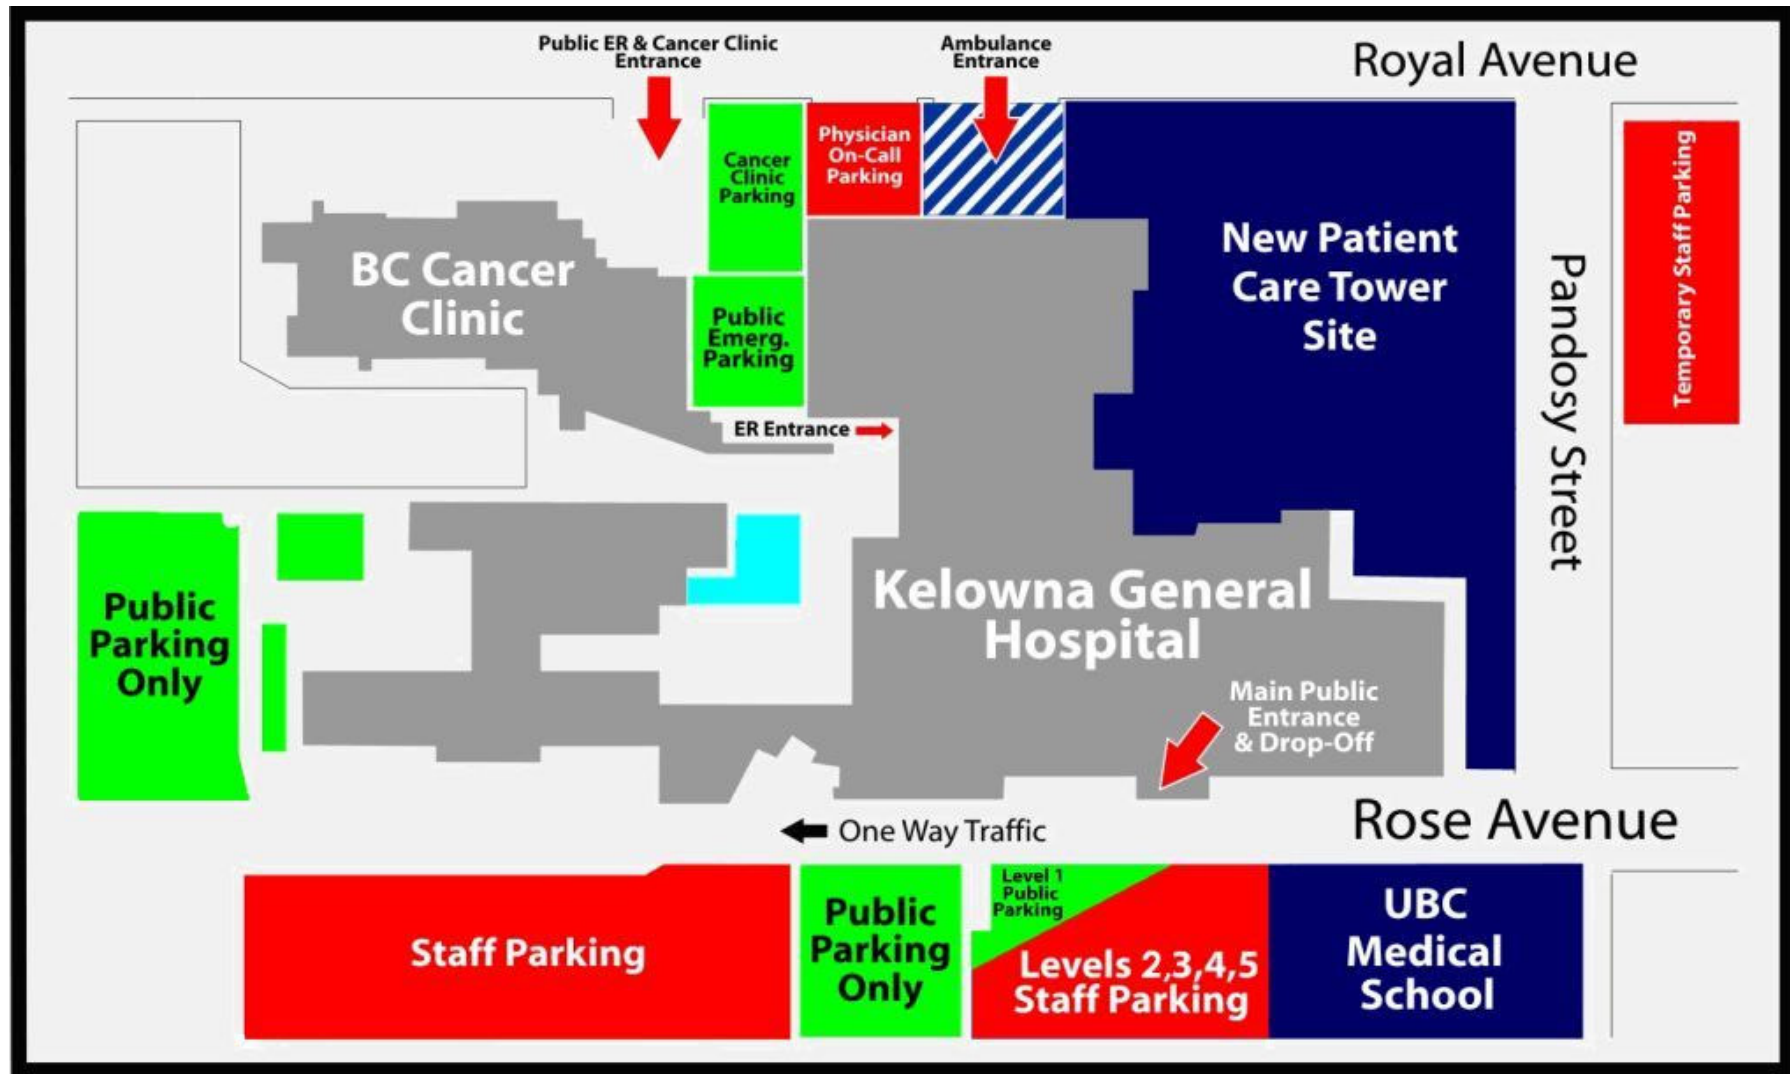 Public ER & Cancer Clinic
Entrance
Ambulance
Entrance
Royal Avenue
Cancer
Clinic
Parking
Physician
On-Call
Parking
Temporary Staff Parking
New Patient
Care Tower
Site
Pandosy Street
BC Cancer
Clinic
Public
Emerg.
Parking
ER Entrance
Public
Parking
Only
Kelowna General
Hospital
Main Public
Entrance
& Drop-Off
One Way Traffic
Rose Avenue
Staff Parking
Public
Parking
Only
Level 1
Public
Parking
Levels 2,3,4,5
Staff Parking
UBC
Medical
School